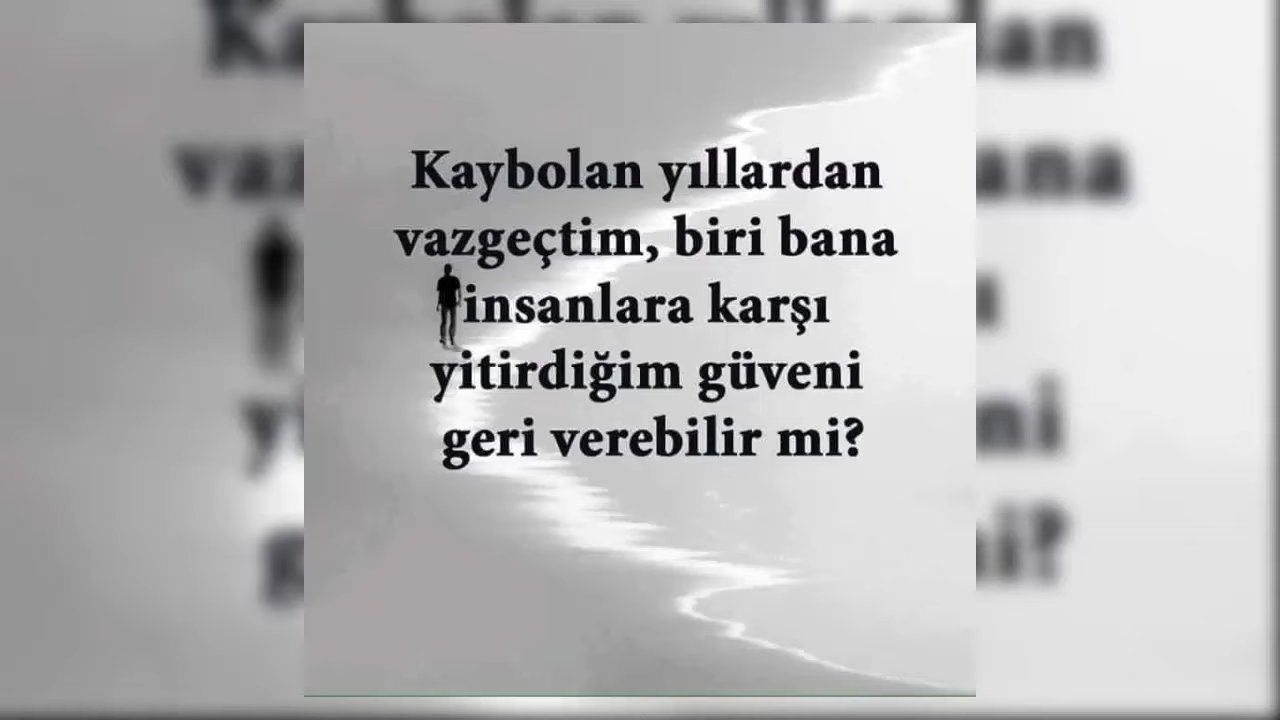 Kaybolan yıllardan
vazgeçtim, biri bana
insanlara karşı
yitirdiğim güveni
geri verebilir mi?